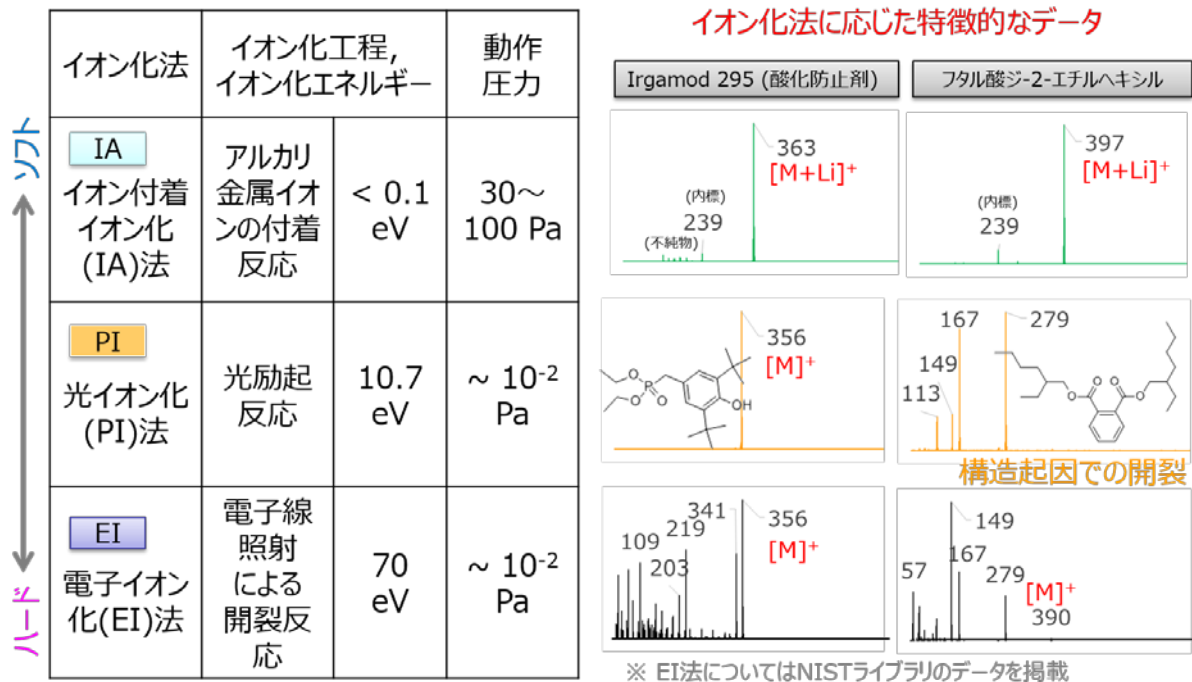 イオン化法に応じた特徴的なデータ
イオン化法
イオン化工程,
イオン化エネルギー
動作
圧力
ソフト
ハード
IA
イオン付着
イオン化
(IA)法
アルカリ
金属イオ
ンの付着
反応
< 0.1
eV
30～
100 Pa
PI
光イオン化
(PI)法
光励起
反応
10.7
eV
~ 10-2
Pa
EI
電子イオン
化(EI)法
電子線
照射
による
開裂反
応
70
eV
~ 10-2
Pa
Irgamod 295 (酸化防止剤)
フタル酸ジ-2-エチルヘキシル
363
[M+Li]+
(内標)
239
(不純物)
397
[M+Li]+
(内標)
239
356
[M]+
O
P
O
O
OH
167
279
149
113
O
O
O
O
構造起因での開裂
341
356
219
[M]+
109
203
149
167
57
279
[M]+
390
※ EI法についてはNISTライブラリのデータを掲載